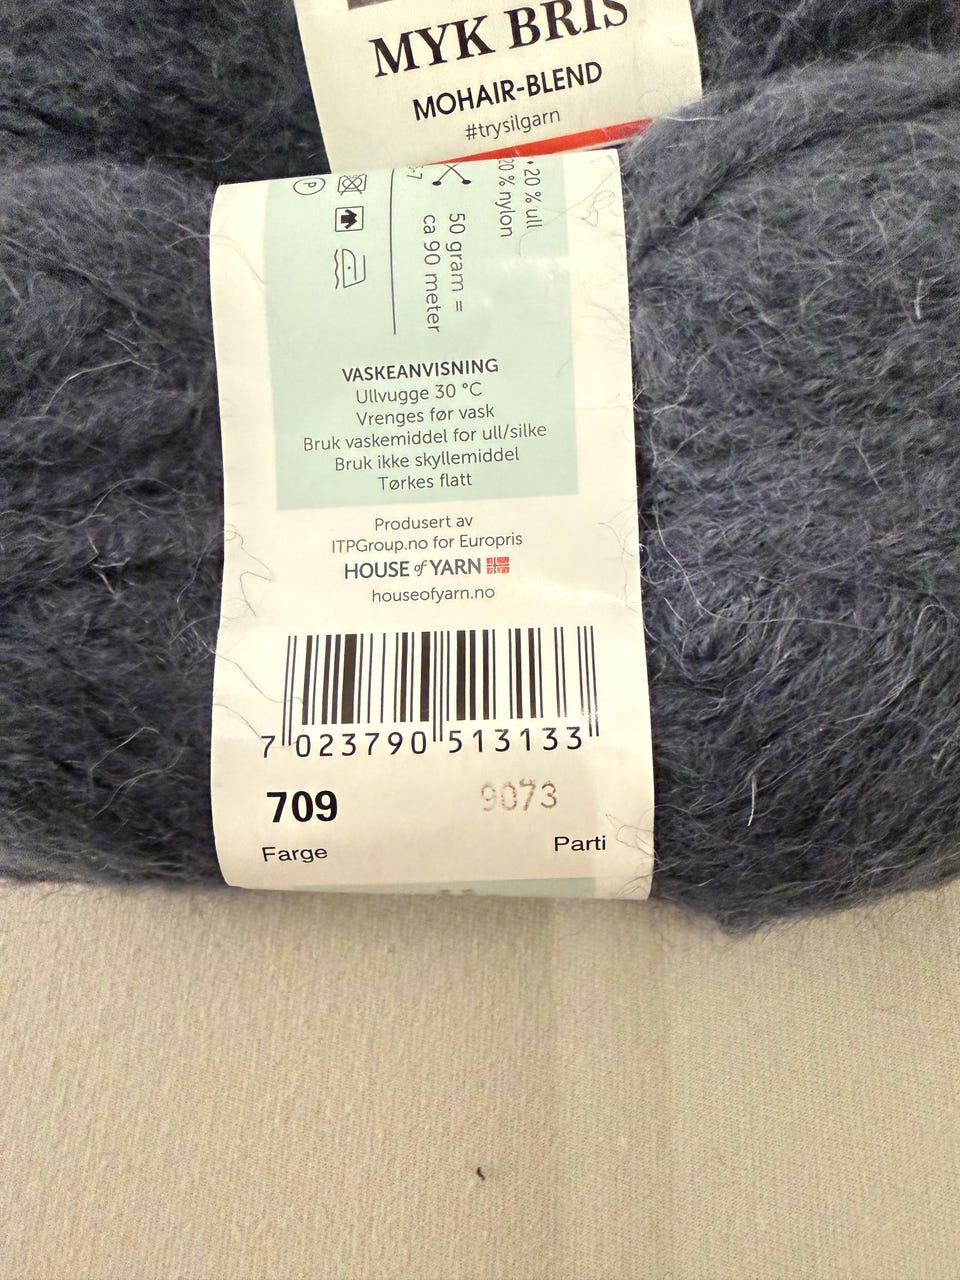 MYK BRIS
MOHAIR-BLEND
#trysilgarn
• 20 % ull
20 % nylon
50 gram =
ca 90 meter
P
VASKEANVISNING
Ullvugge 30 °C
Vrenges før vask
Bruk vaskemiddel for ull/silke
Bruk ikke skyllemiddel
Tørkes flatt
Produsert av
ITPGroup.no for Europris
HOUSE of YARN
houseofyarn.no
7 023790 513133
709 9073
Farge Parti